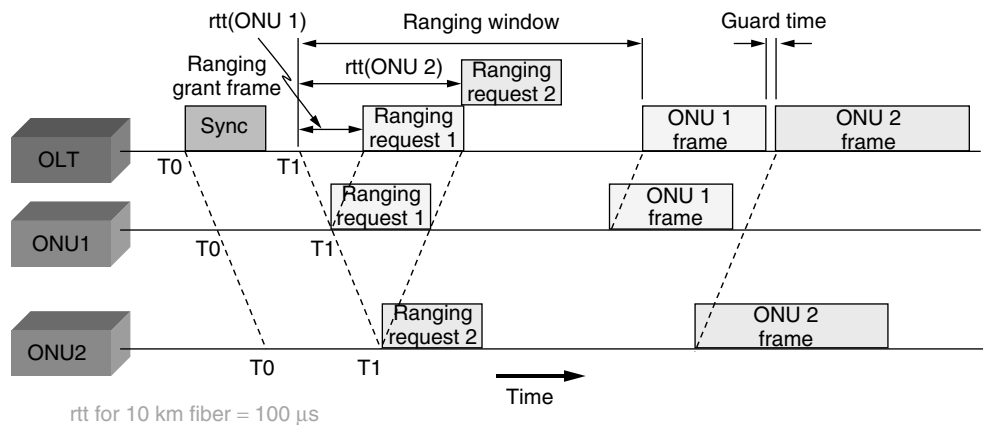 rtt(ONU 1)
Ranging window
Guard time
Ranging
grant frame
rtt(ONU 2)
Ranging
request 2
Sync
Ranging
request 1
ONU 1
frame
ONU 2
frame
OLT
T0
T1
Ranging
request 1
ONU 1
frame
ONU1
T0
T1
Ranging
request 2
ONU 2
frame
ONU2
T0
T1
Time
rtt for 10 km fiber = 100 μs